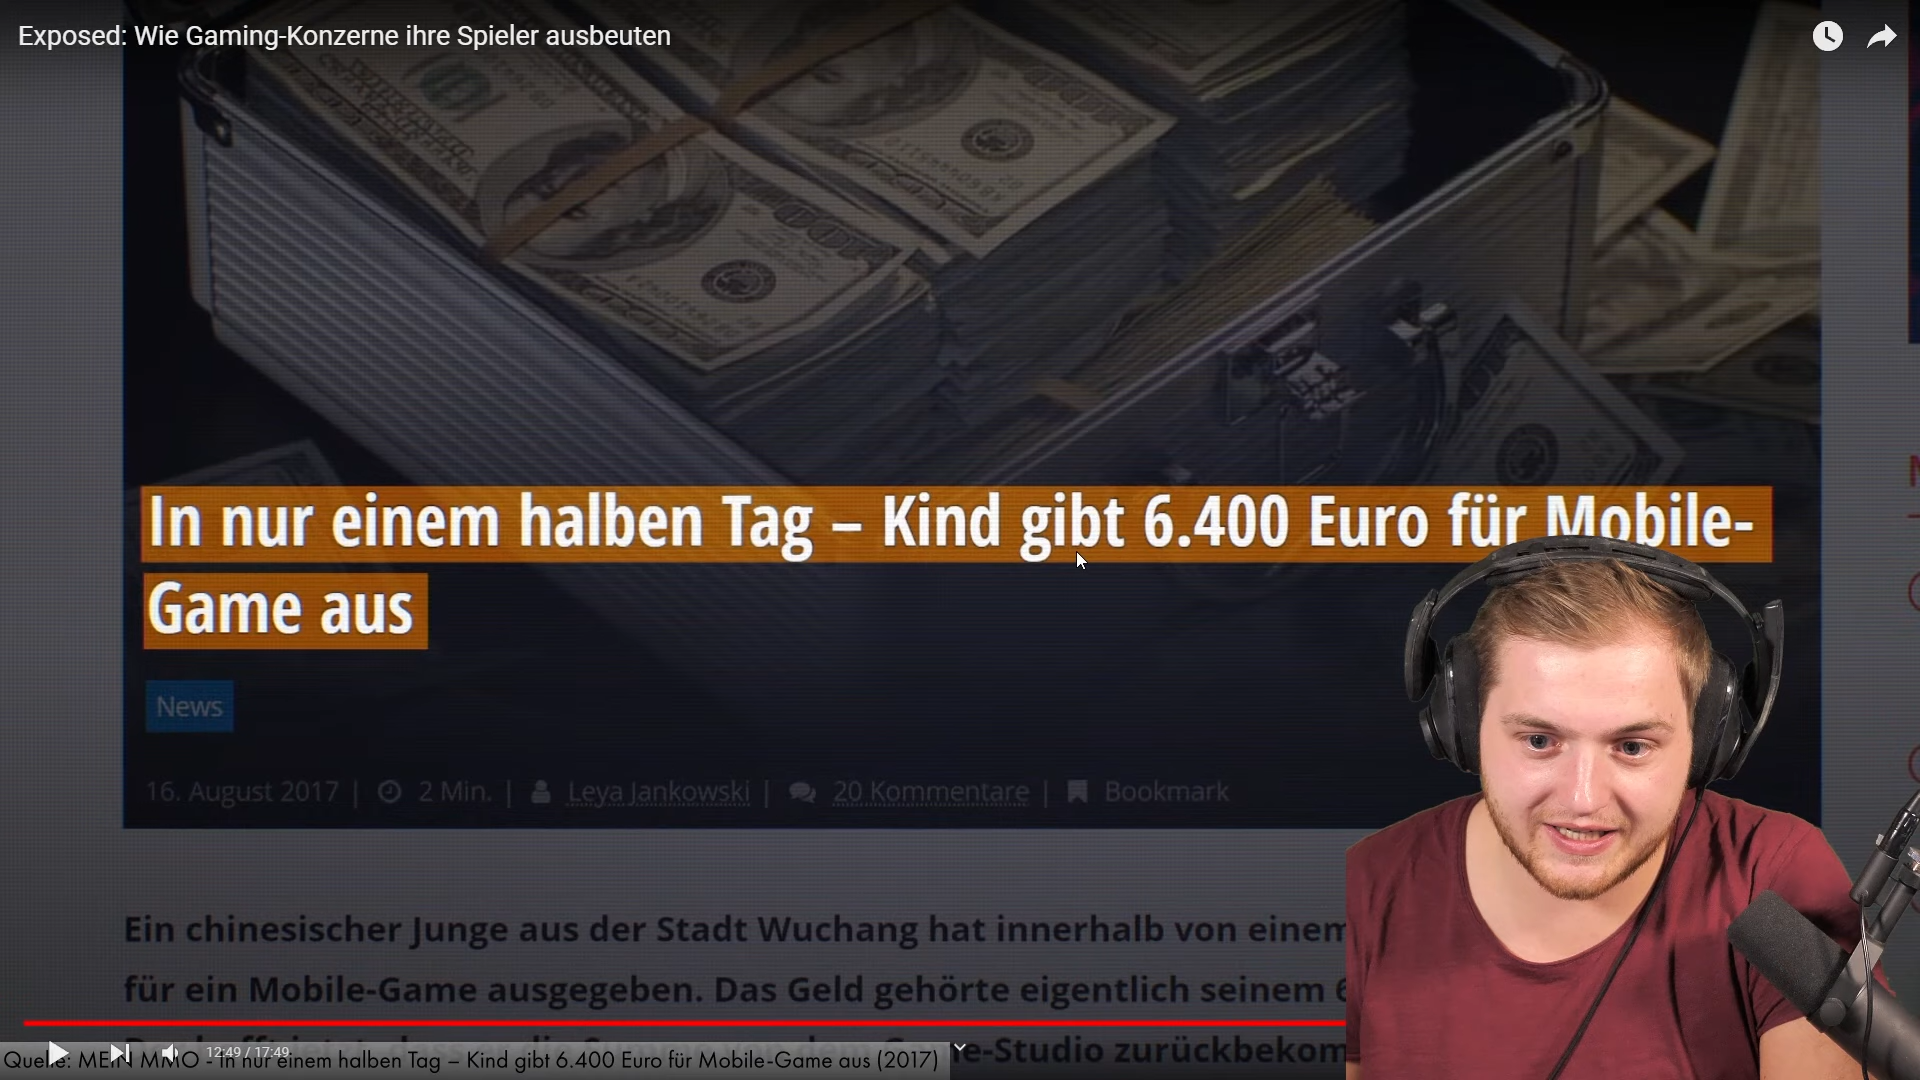 Exposed: Wie Gaming-Konzerne ihre Spieler ausbeuten
In nur einem halben Tag – Kind gibt 6.400 Euro für Mobile-
Game aus
News
16. August 2017 | 2 Min. | Leya Jankowski | 20 Kommentare | Bookmark
Ein chinesischer Junge aus der Stadt Wuchang hat innerhalb von einem
für ein Mobile-Game ausgegeben. Das Geld gehörte eigentlich seinem
zurückbekom
12:49 / 17:49
Quelle: MEIN MMO - In nur einem halben Tag – Kind gibt 6.400 Euro für Mobile-Game aus (2017)